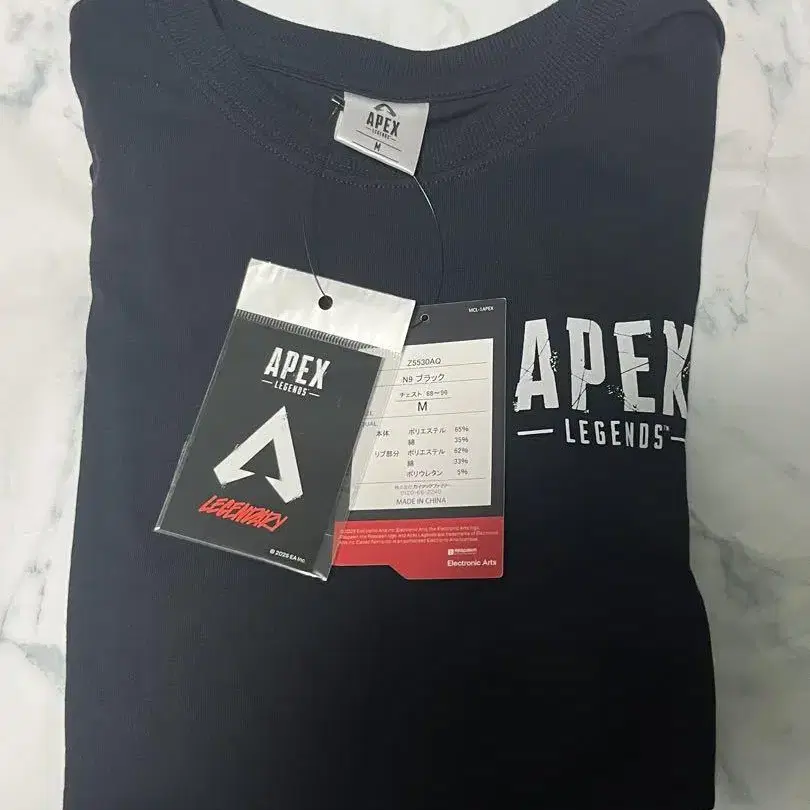 APEX
LEGENDS
M
APEX
LEGENDS
LEGENDARY
© 2025 EA Inc.
MCL-1APEX
Z5530AQ
N9 ブラック
チェスト 88〜96
M
本体 ポリエステル 65%
綿 35%
リブ部分 ポリエステル 62%
綿 33%
ポリウレタン 5%
MADE IN CHINA
Electronic Arts
APEX
LEGENDS™